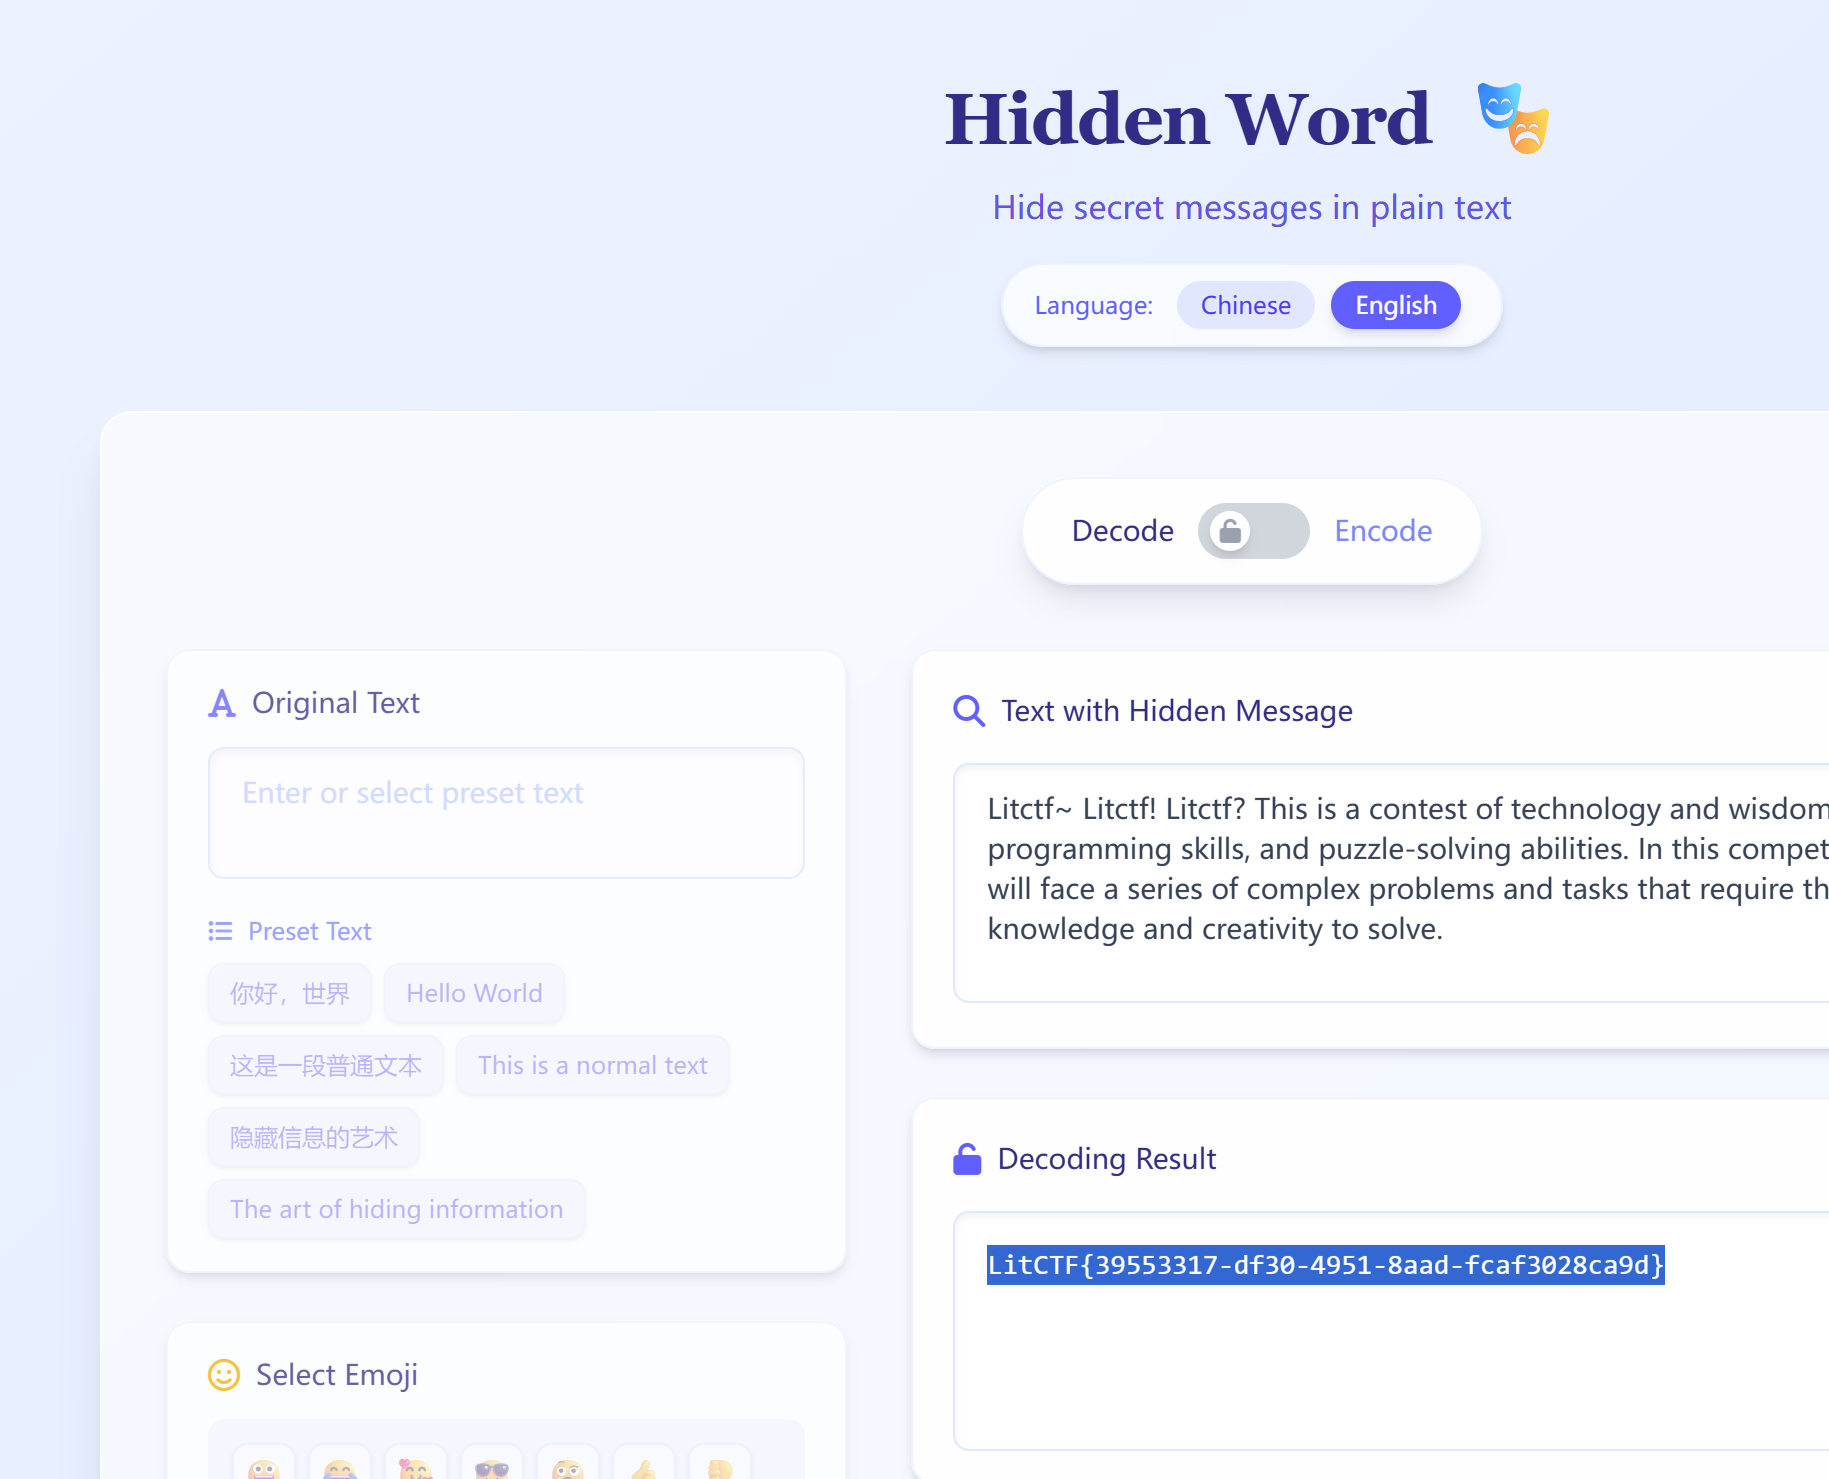 Hidden Word
Hide secret messages in plain text
Language: Chinese English
Decode Encode
Original Text
Enter or select preset text
Preset Text
你好，世界 Hello World
这是一段普通文本 This is a normal text
隐藏信息的艺术
The art of hiding information
Select Emoji
Text with Hidden Message
Litctf~ Litctf! Litctf? This is a contest of technology and wisdom
programming skills, and puzzle-solving abilities. In this compet
will face a series of complex problems and tasks that require th
knowledge and creativity to solve.
Decoding Result
LitCTF{39553317-df30-4951-8aad-fcaf3028ca9d}